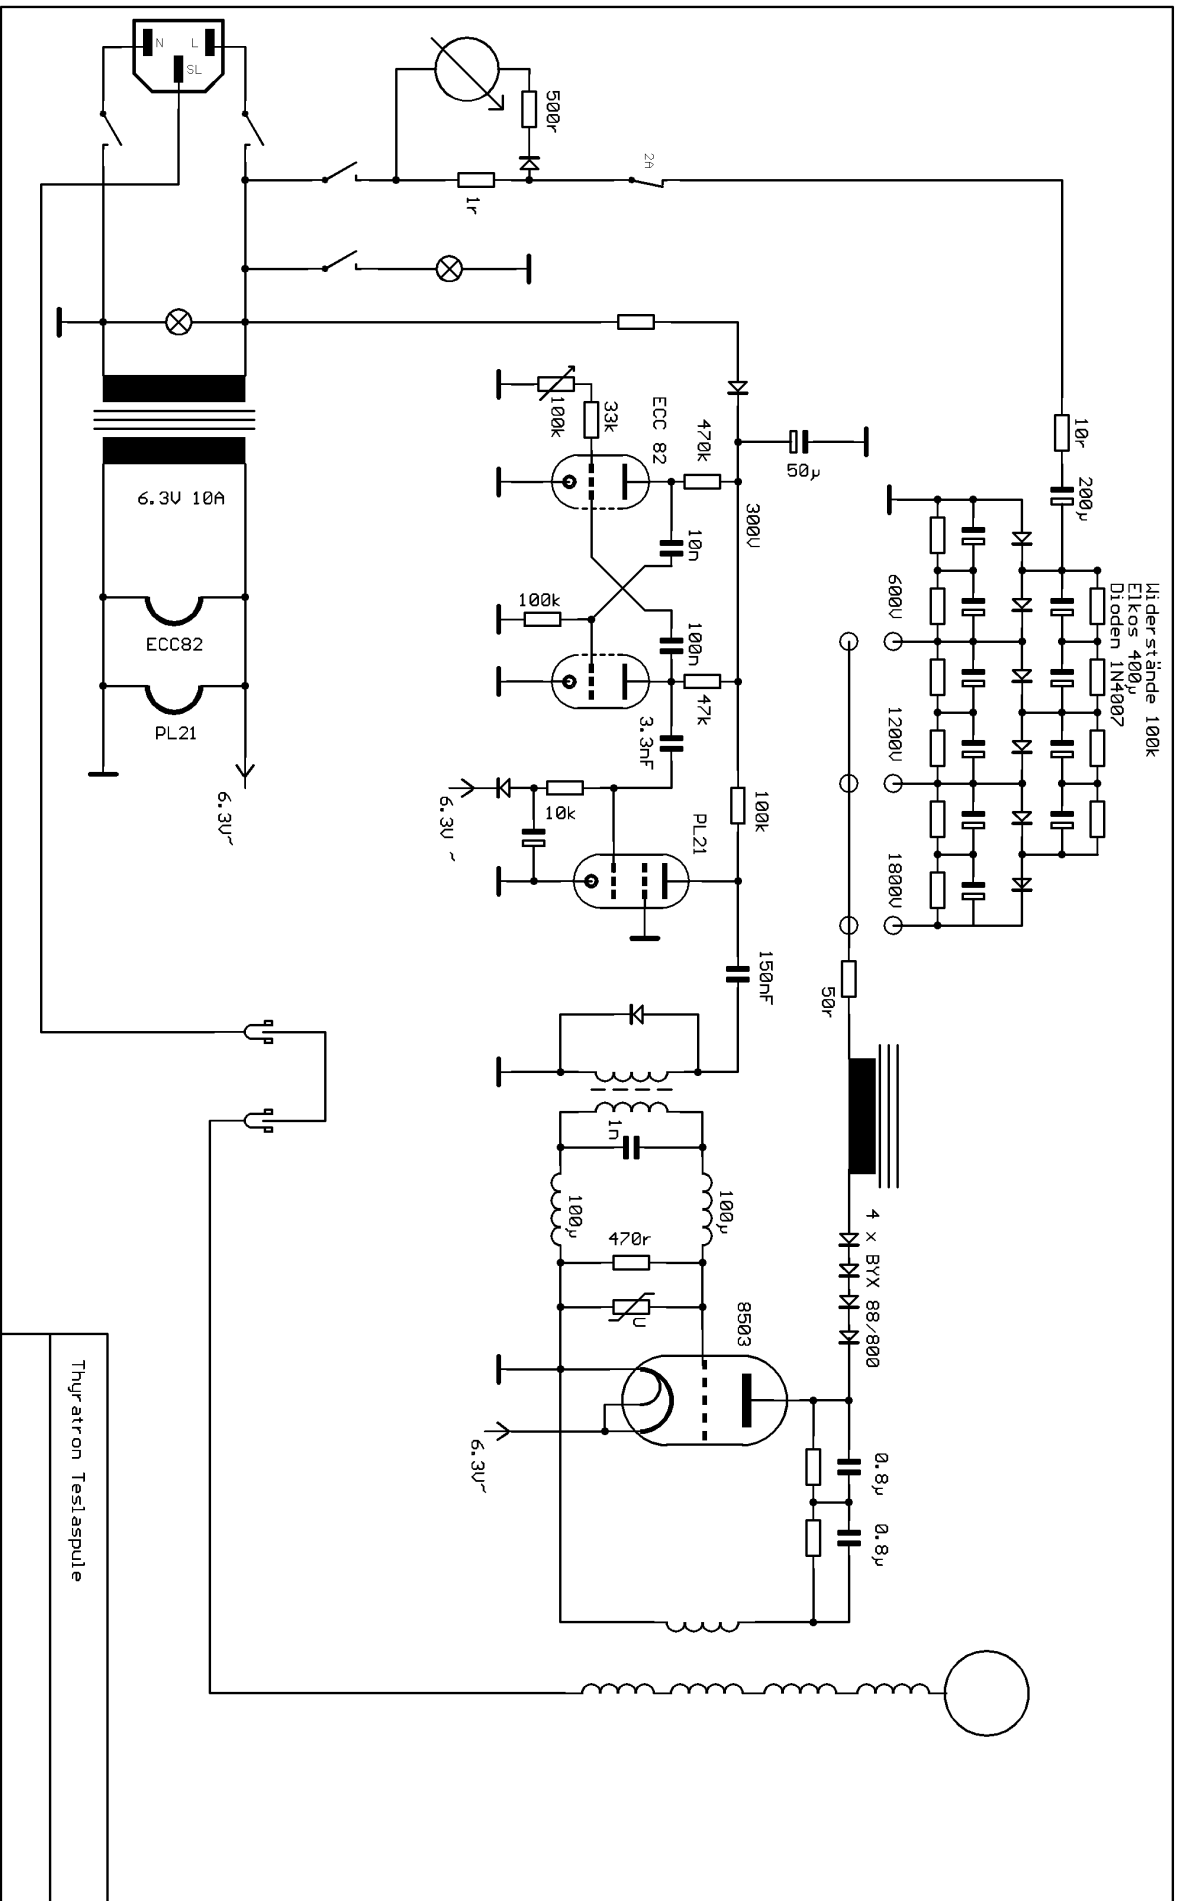 N
L
SL
500r
1r
2A
Widerstände 100k
Elkos 400µ
Dioden 1N4007
10r
200µ
600V
1200V
1800V
50µ
300V
ECC 82
470k
33k
100k
10n
100k
100n
47k
3.3nF
100k
PL21
10k
6.3V ~
150nF
6.3V 10A
ECC82
PL21
6.3V~
50r
4 x BYX 88/800
1n
100µ
100µ
470r
U
8503
6.3V~
0.8µ
0.8µ
Thyratron Teslaspule